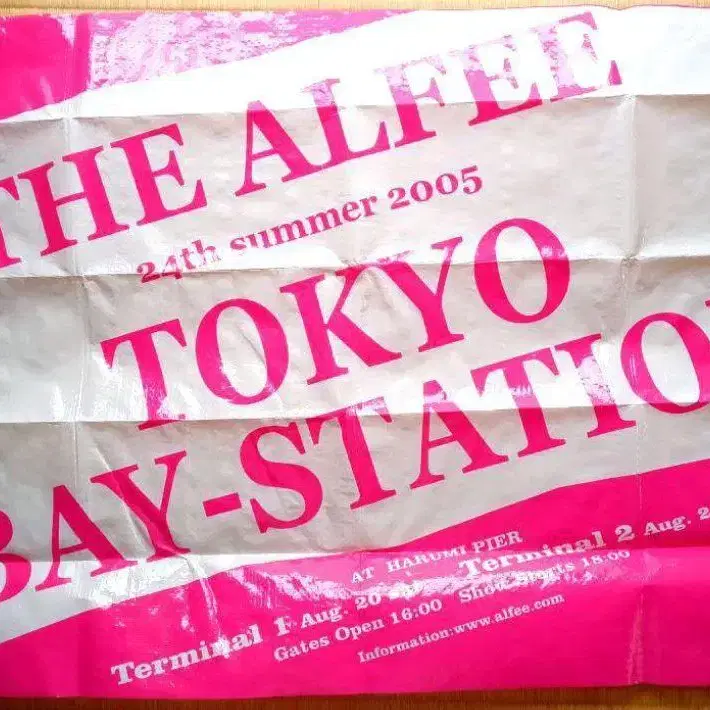 THE ALFEE
24th summer 2005
TOKYO
BAY-STATIO
AT HARUMI PIER
Terminal 1 Aug. 20 Terminal 2 Aug. 2
Gates Open 16:00 Show Starts 18:00
Information:www.alfee.com